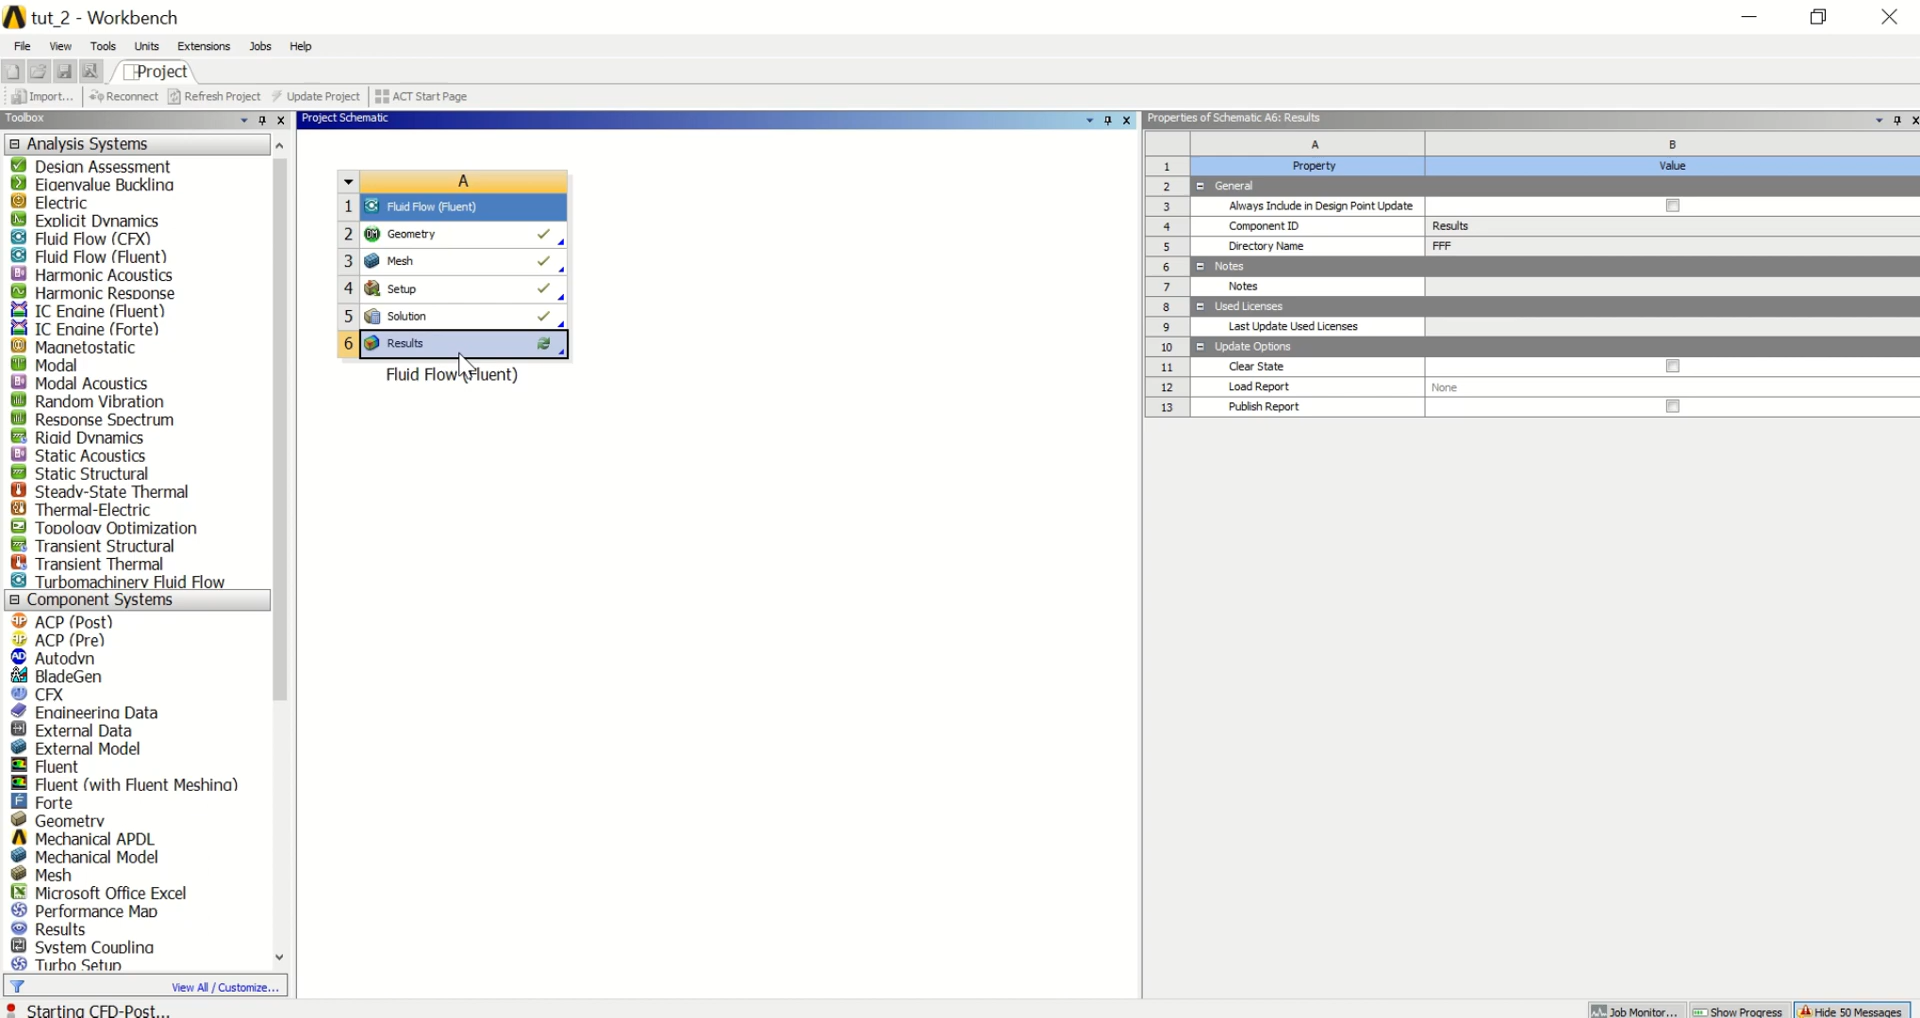 tut_2 - Workbench
File View Tools Units Extensions Jobs Help
Project
Import... Reconnect Refresh Project Update Project ACT Start Page
Toolbox
Analysis Systems
Design Assessment
Eigenvalue Buckling
Electric
Explicit Dynamics
Fluid Flow (CFX)
Fluid Flow (Fluent)
Harmonic Acoustics
Harmonic Response
IC Engine (Fluent)
IC Engine (Forte)
Magnetostatic
Modal
Modal Acoustics
Random Vibration
Response Spectrum
Rigid Dynamics
Static Acoustics
Static Structural
Steady-State Thermal
Thermal-Electric
Topology Optimization
Transient Structural
Transient Thermal
Turbomachinery Fluid Flow
Component Systems
ACP (Post)
ACP (Pre)
Autodyn
BladeGen
CFX
Engineering Data
External Data
External Model
Fluent
Fluent (with Fluent Meshing)
Forte
Geometry
Mechanical APDL
Mechanical Model
Mesh
Microsoft Office Excel
Performance Map
Results
System Coupling
Turbo Setup
View All / Customize...
Project Schematic
A
1 Fluid Flow (Fluent)
2 Geometry
3 Mesh
4 Setup
5 Solution
6 Results
Fluid Flow (Fluent)
Properties of Schematic A6: Results
A B
1 Property Value
2 General
3 Always Include in Design Point Update
4 Component ID Results
5 Directory Name FFF
6 Notes
7 Notes
8 Used Licenses
9 Last Update Used Licenses
10 Update Options
11 Clear State
12 Load Report None
13 Publish Report
Starting CFD-Post... Job Monitor... Show Progress Hide 50 Messages